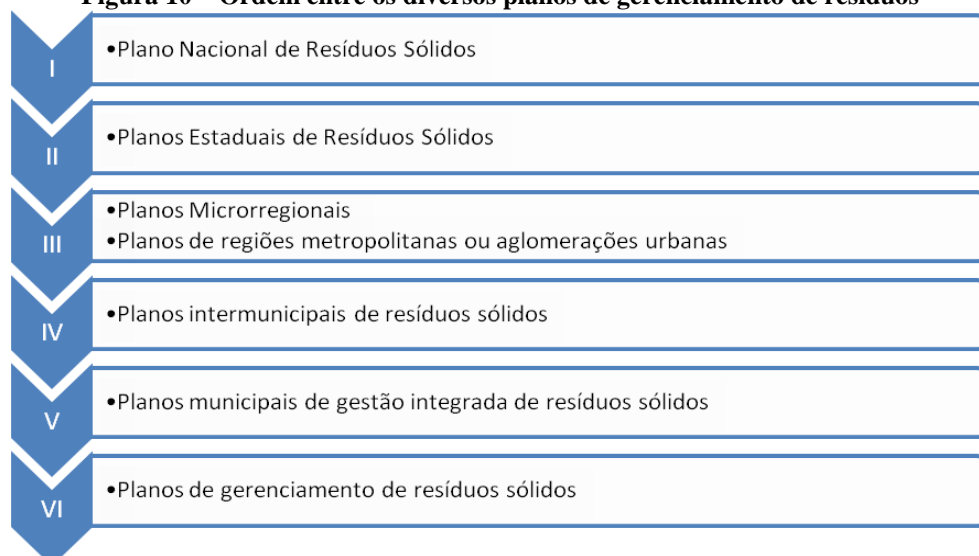 Figura 10 – Ordem entre os diversos planos de gerenciamento de resíduos
I
•Plano Nacional de Resíduos Sólidos
II
•Planos Estaduais de Resíduos Sólidos
III
•Planos Microrregionais
•Planos de regiões metropolitanas ou aglomerações urbanas
IV
•Planos intermunicipais de resíduos sólidos
V
•Planos municipais de gestão integrada de resíduos sólidos
VI
•Planos de gerenciamento de resíduos sólidos